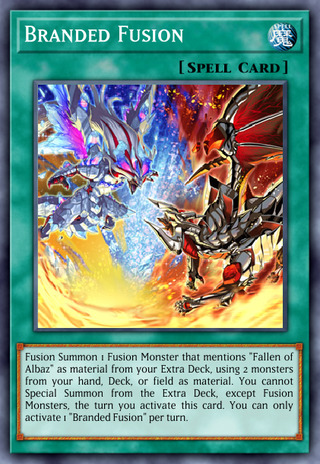 Branded Fusion
[Spell Card]
Fusion Summon 1 Fusion Monster that mentions "Fallen of
Albaz" as material from your Extra Deck, using 2 monsters
from your hand, Deck, or field as material. You cannot
Special Summon from the Extra Deck, except Fusion
Monsters, the turn you activate this card. You can only
activate 1 "Branded Fusion" per turn.